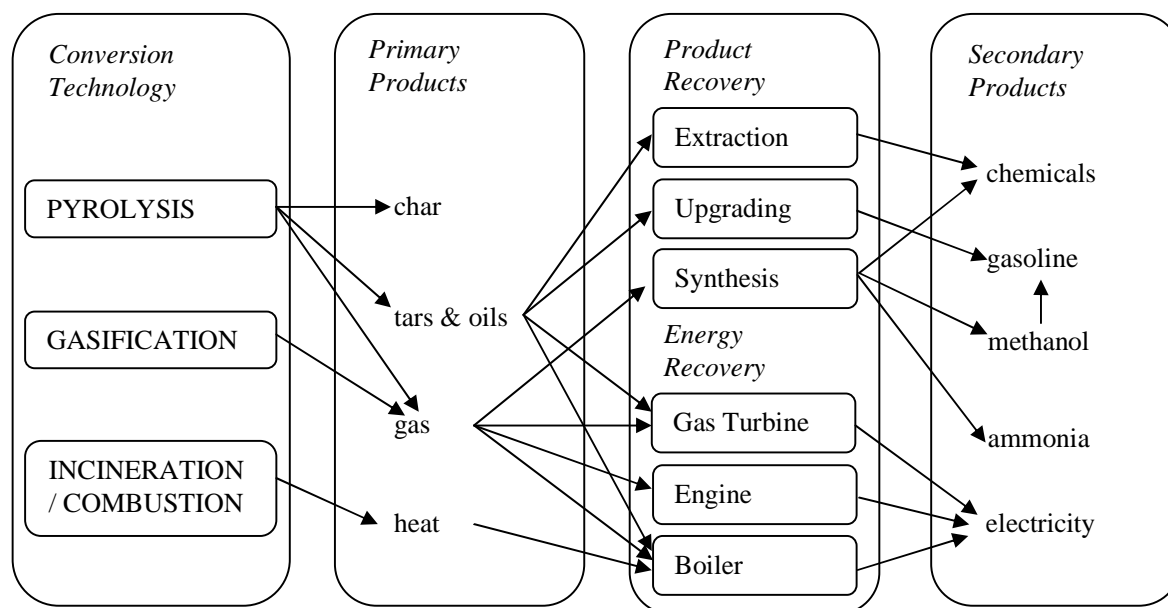 Conversion
Technology
PYROLYSIS
GASIFICATION
INCINERATION
/ COMBUSTION
Primary
Products
char
tars & oils
gas
heat
Product
Recovery
Extraction
Upgrading
Synthesis
Energy
Recovery
Gas Turbine
Engine
Boiler
Secondary
Products
chemicals
gasoline
methanol
ammonia
electricity